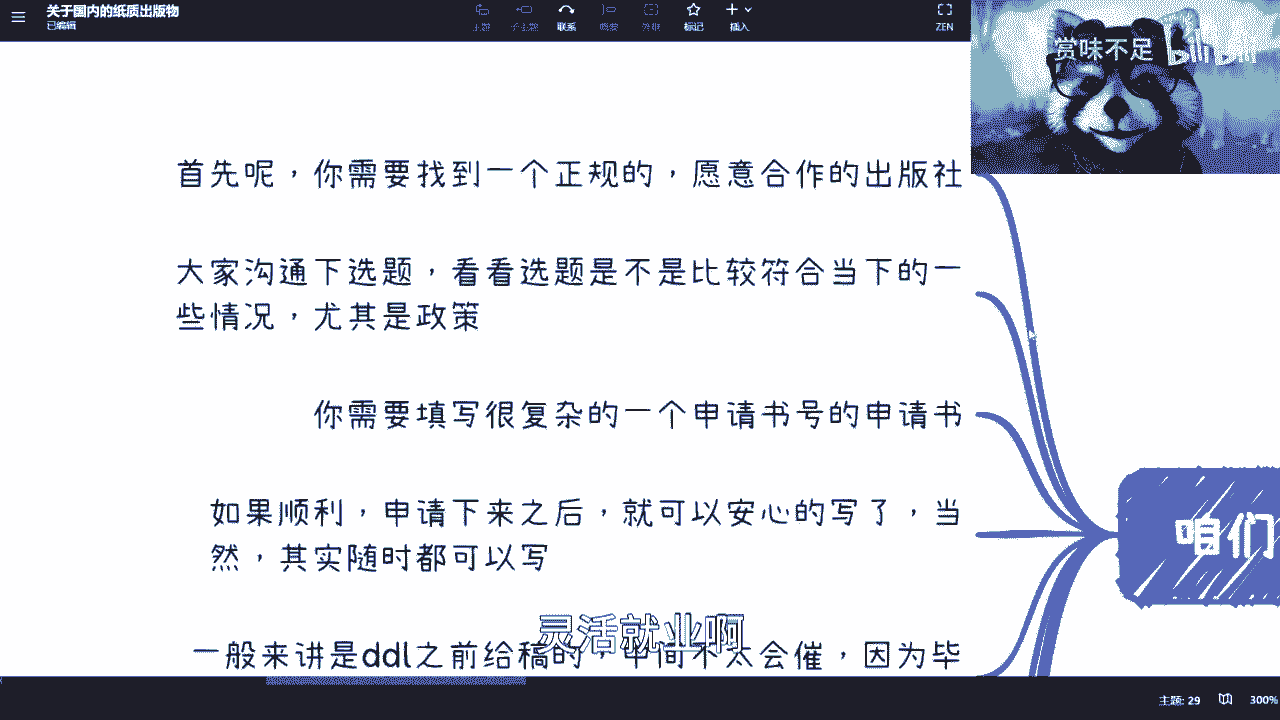 关于国内的纸质出版物
已编辑
主题
子主题
联系
概要
外框
标记
插入
ZEN
赏味不足
bilibili
首先呢，你需要找到一个正规的，愿意合作的出版社
大家沟通下选题，看看选题是不是比较符合当下的一
些情况，尤其是政策
你需要填写很复杂的一个申请书号的申请书
如果顺利，申请下来之后，就可以安心的写了，当
然，其实随时都可以写
咱们
灵活就业啊
一般来讲是ddl之前给稿的，中间不太会催，因为毕
主题: 29
300%